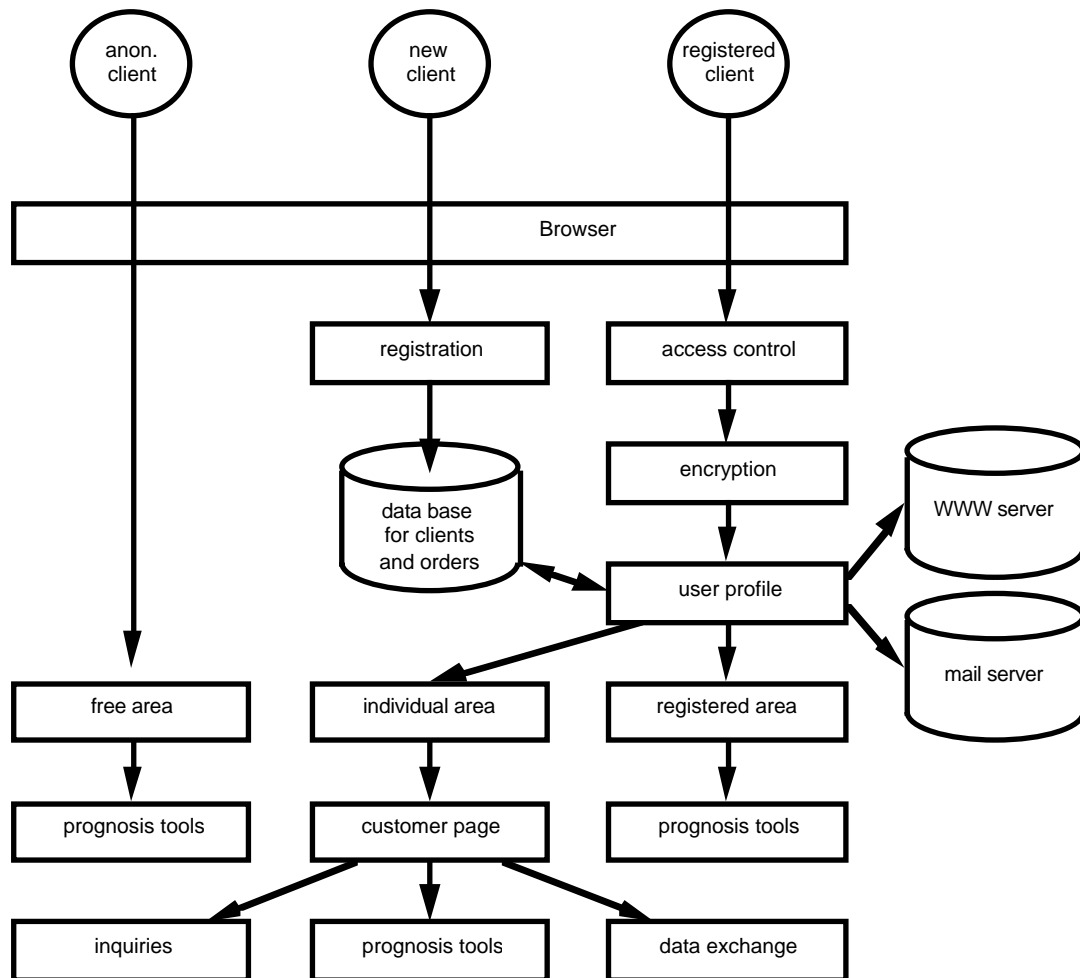 anon.
client
new
client
registered
client
Browser
registration
access control
encryption
WWW server
data base
for clients
and orders
user profile
mail server
free area
individual area
registered area
prognosis tools
customer page
prognosis tools
inquiries
prognosis tools
data exchange